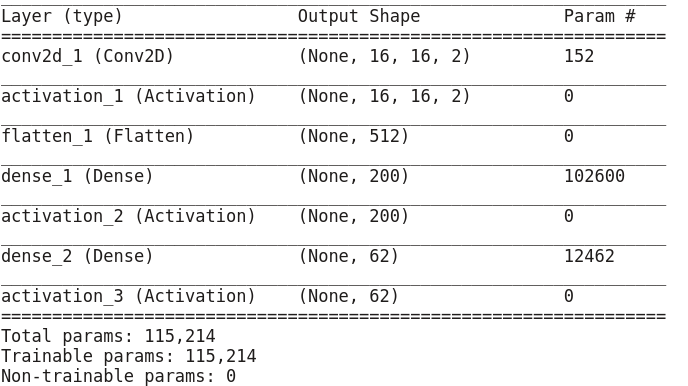 Layer (type) Output Shape Param #
=================================================================
conv2d_1 (Conv2D) (None, 16, 16, 2) 152
activation_1 (Activation) (None, 16, 16, 2) 0
flatten_1 (Flatten) (None, 512) 0
dense_1 (Dense) (None, 200) 102600
activation_2 (Activation) (None, 200) 0
dense_2 (Dense) (None, 62) 12462
activation_3 (Activation) (None, 62) 0
=================================================================
Total params: 115,214
Trainable params: 115,214
Non-trainable params: 0